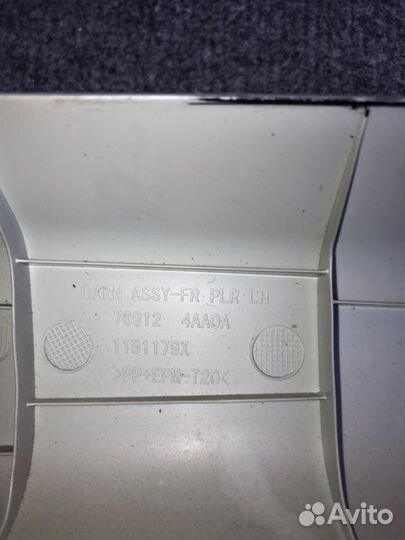 GARN ASSY-FR PLR LH
76912 4AA0A
1151179X
>PP+EPM-T20<
Avito